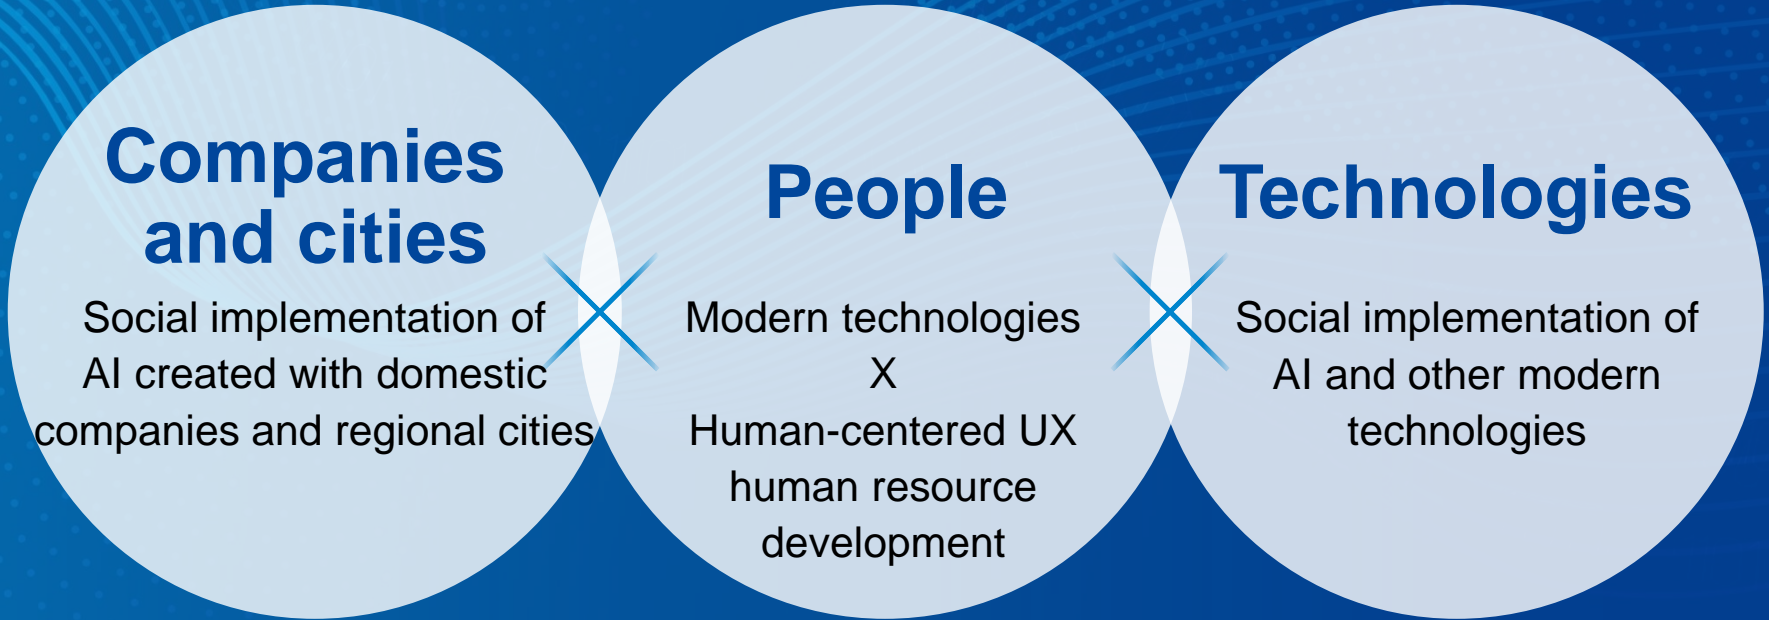 Companies
and cities
Social implementation of
AI created with domestic
companies and regional cities
People
Modern technologies
X
Human-centered UX
human resource
development
Technologies
Social implementation of
AI and other modern
technologies